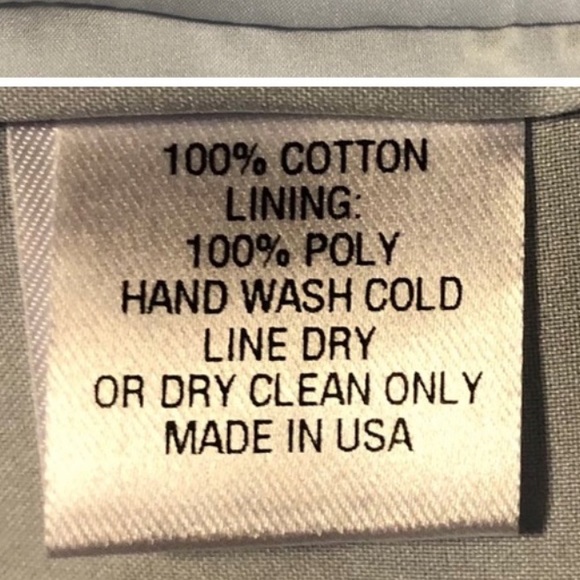 100% COTTON
LINING:
100% POLY
HAND WASH COLD
LINE DRY
OR DRY CLEAN ONLY
MADE IN USA